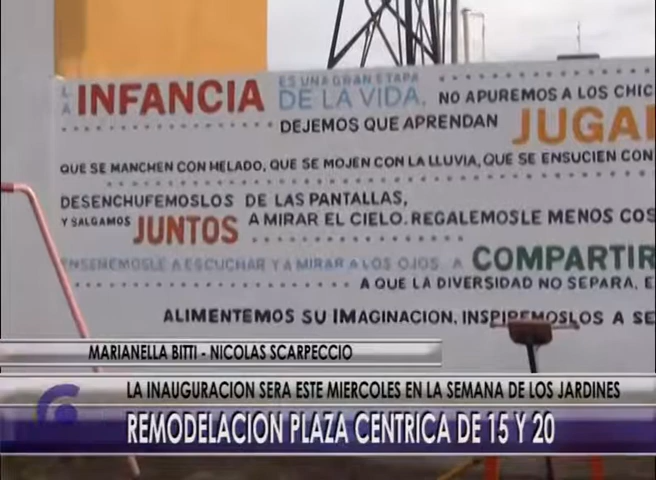 LA INFANCIA ES UNA GRAN ETAPA DE LA VIDA. NO APUREMOS A LOS CHIC
DEJEMOS QUE APRENDAN JUGA
QUE SE MANCHEN CON HELADO, QUE SE MOJEN CON LA LLUVIA, QUE SE ENSUCIEN CON
DESENCHUFEMOSLOS DE LAS PANTALLAS,
Y SALGAMOS JUNTOS A MIRAR EL CIELO. REGALEMOSLE MENOS COS
ENSEÑEMOSLE A ESCUCHAR Y A MIRAR A LOS OJOS A COMPARTIR
A QUE LA DIVERSIDAD NO SEPARA. E
ALIMENTEMOS SU IMAGINACION. INSPIREMOSLOS A SE
MARIANELLA BITTI - NICOLAS SCARPECCIO
LA INAUGURACION SERA ESTE MIERCOLES EN LA SEMANA DE LOS JARDINES
REMODELACION PLAZA CENTRICA DE 15 Y 20